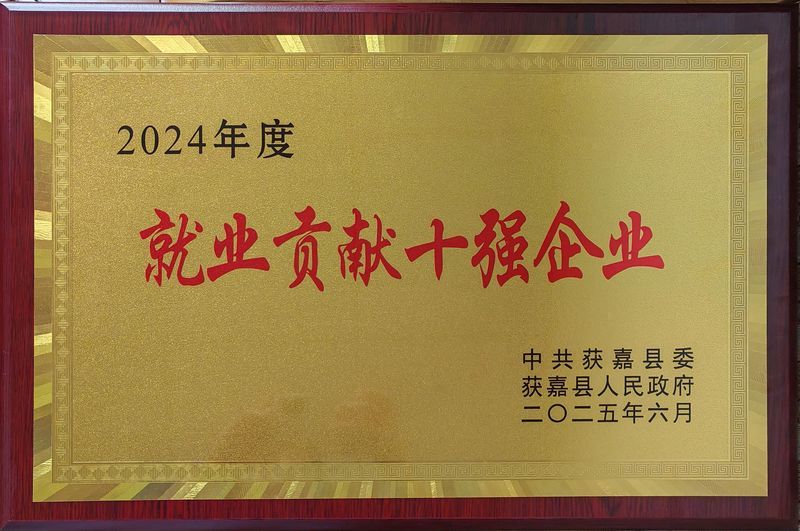 2024年度
就业贡献十强企业
中共获嘉县委
获嘉县人民政府
二〇二五年六月